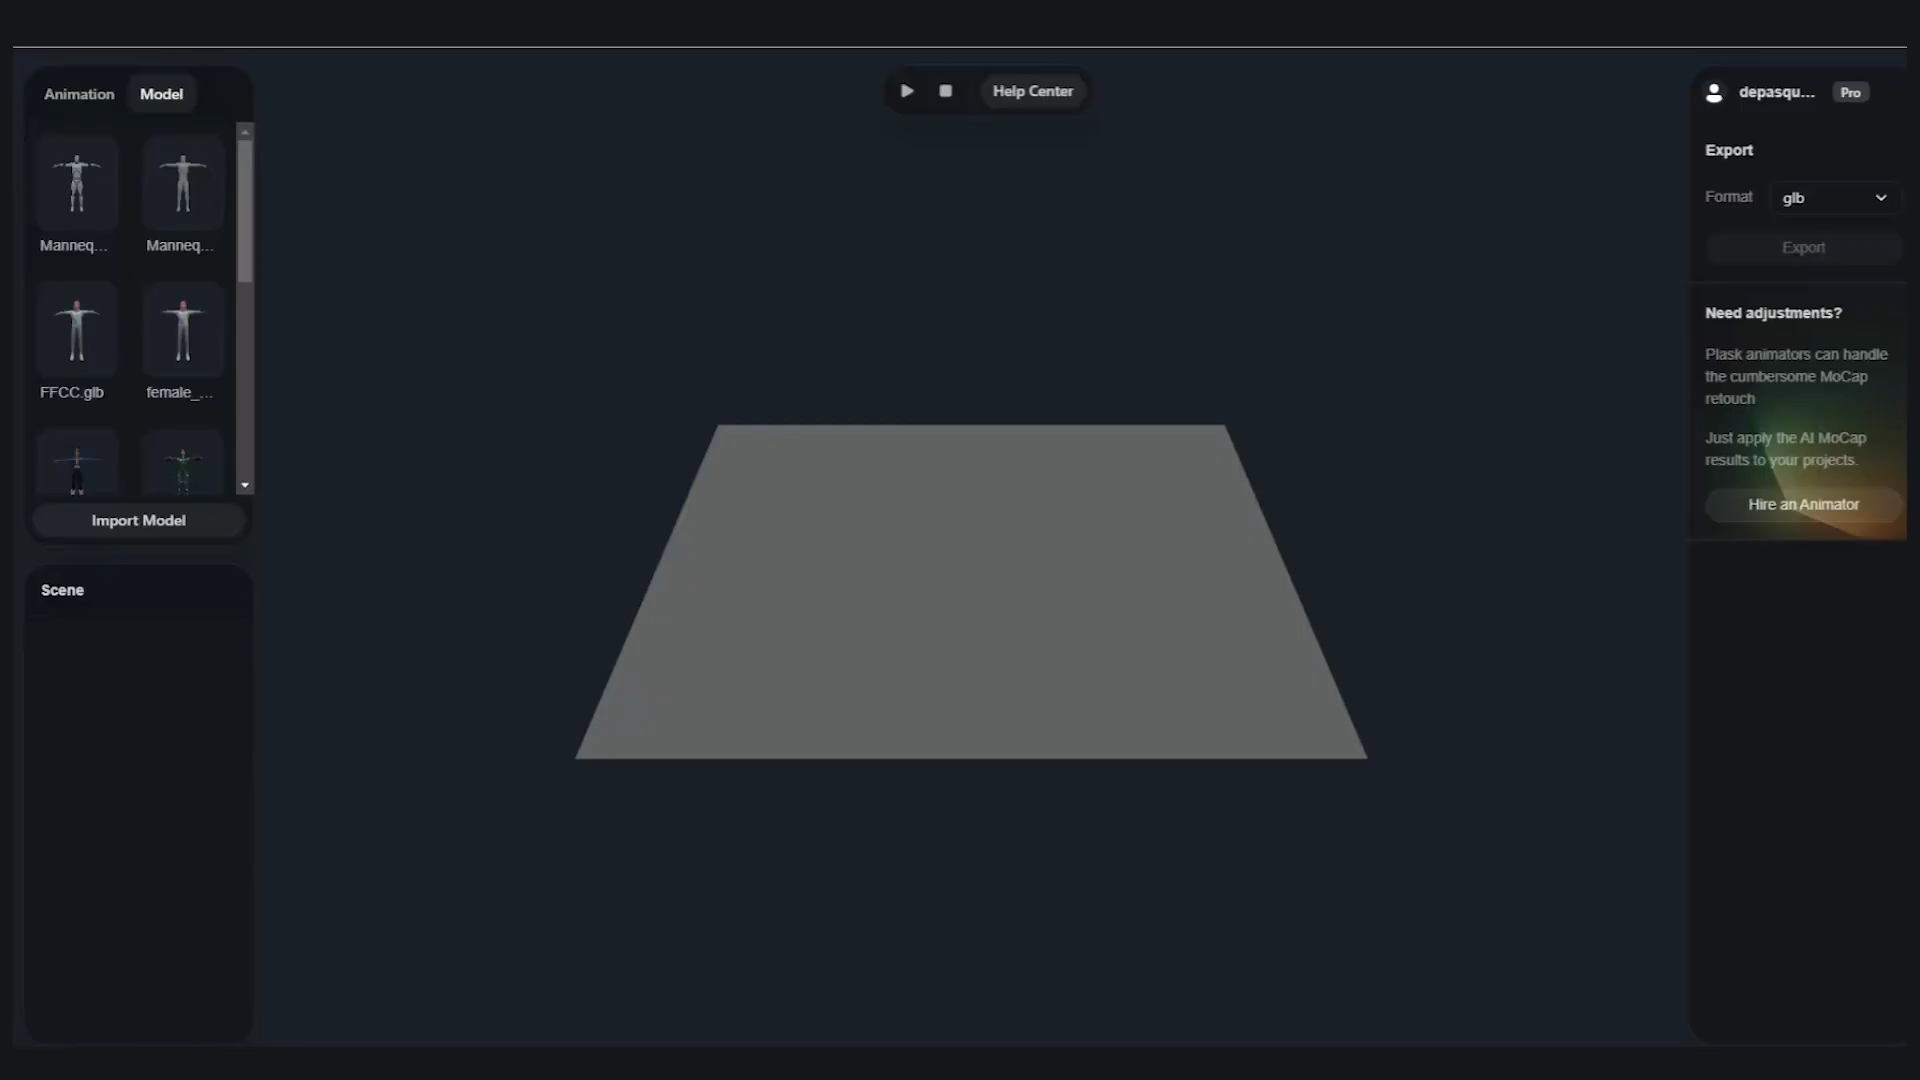 Animation Model
Manneq... Manneq...
FFCC.glb female_...
Import Model
Scene
Help Center
depasqu... Pro
Export
Format glb
Export
Need adjustments?
Plask animators can handle
the cumbersome MoCap
retouch
Just apply the AI MoCap
results to your projects.
Hire an Animator